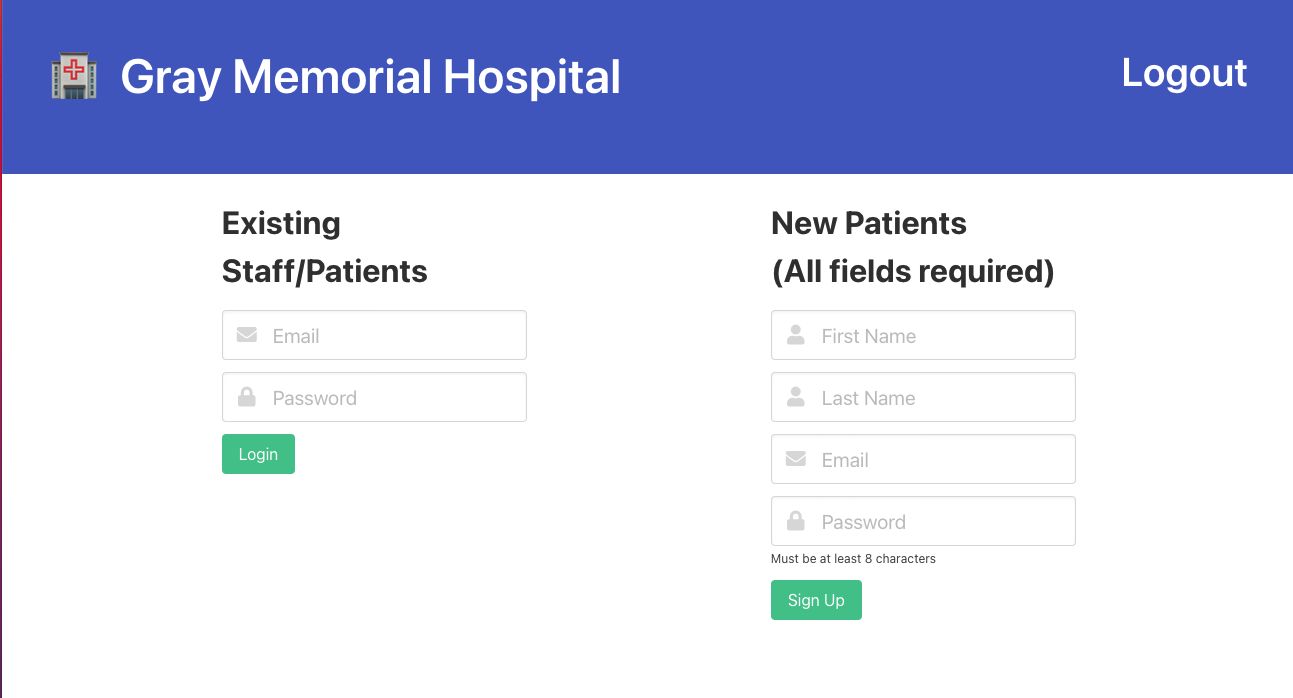 Gray Memorial Hospital
Logout
Existing
Staff/Patients
Email
Password
Login
New Patients
(All fields required)
First Name
Last Name
Email
Password
Must be at least 8 characters
Sign Up